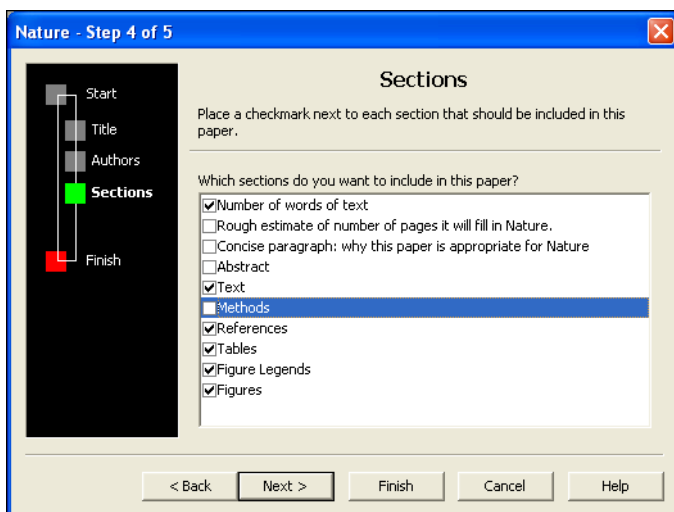 Nature - Step 4 of 5
Start
Title
Authors
Sections
Finish
Sections
Place a checkmark next to each section that should be included in this
paper.
Which sections do you want to include in this paper?
Number of words of text
Rough estimate of number of pages it will fill in Nature.
Concise paragraph: why this paper is appropriate for Nature
Abstract
Text
Methods
References
Tables
Figure Legends
Figures
< Back
Next >
Finish
Cancel
Help